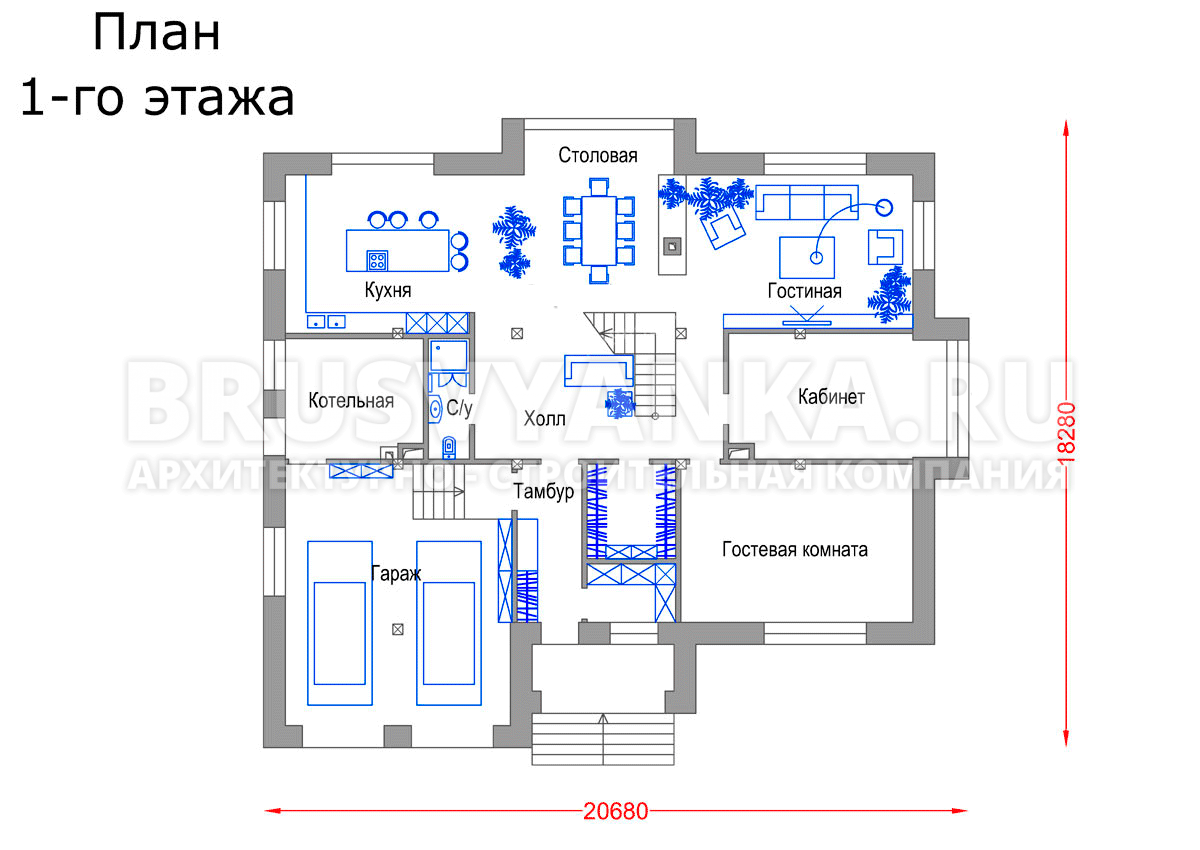 План
1-го этажа
Столовая
Кухня
Гостиная
BRUSVYANKA.RU
Котельная
С/у
Холл
Кабинет
18280
АРХИТЕКТУРНО - СТРОИТЕЛЬНАЯ КОМПАНИЯ
Тамбур
Гостевая комната
Гараж
20680